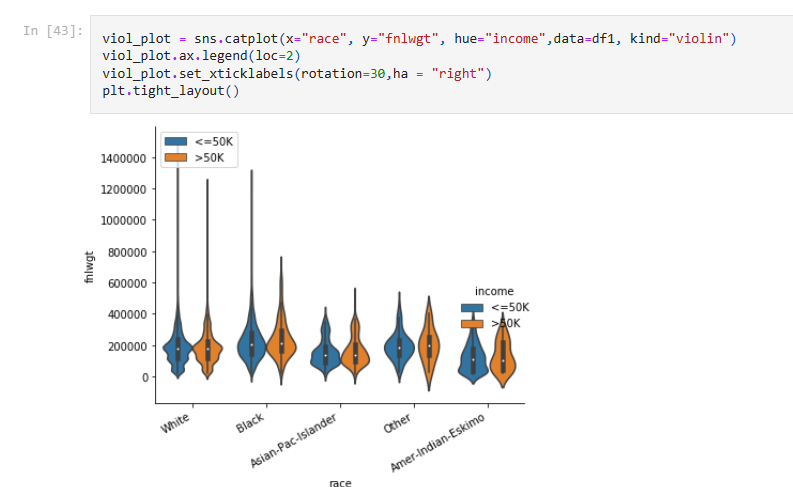 In [43]:
viol_plot = sns.catplot(x="race", y="fnlwgt", hue="income",data=df1, kind="violin")
viol_plot.ax.legend(loc=2)
viol_plot.set_xticklabels(rotation=30,ha = "right")
plt.tight_layout()
<=50K
>50K
1400000
1200000
1000000
800000
600000
400000
200000
0
fnlwgt
income
<=50K
>50K
White
Black
Asian-Pac-Islander
Other
Amer-Indian-Eskimo
race